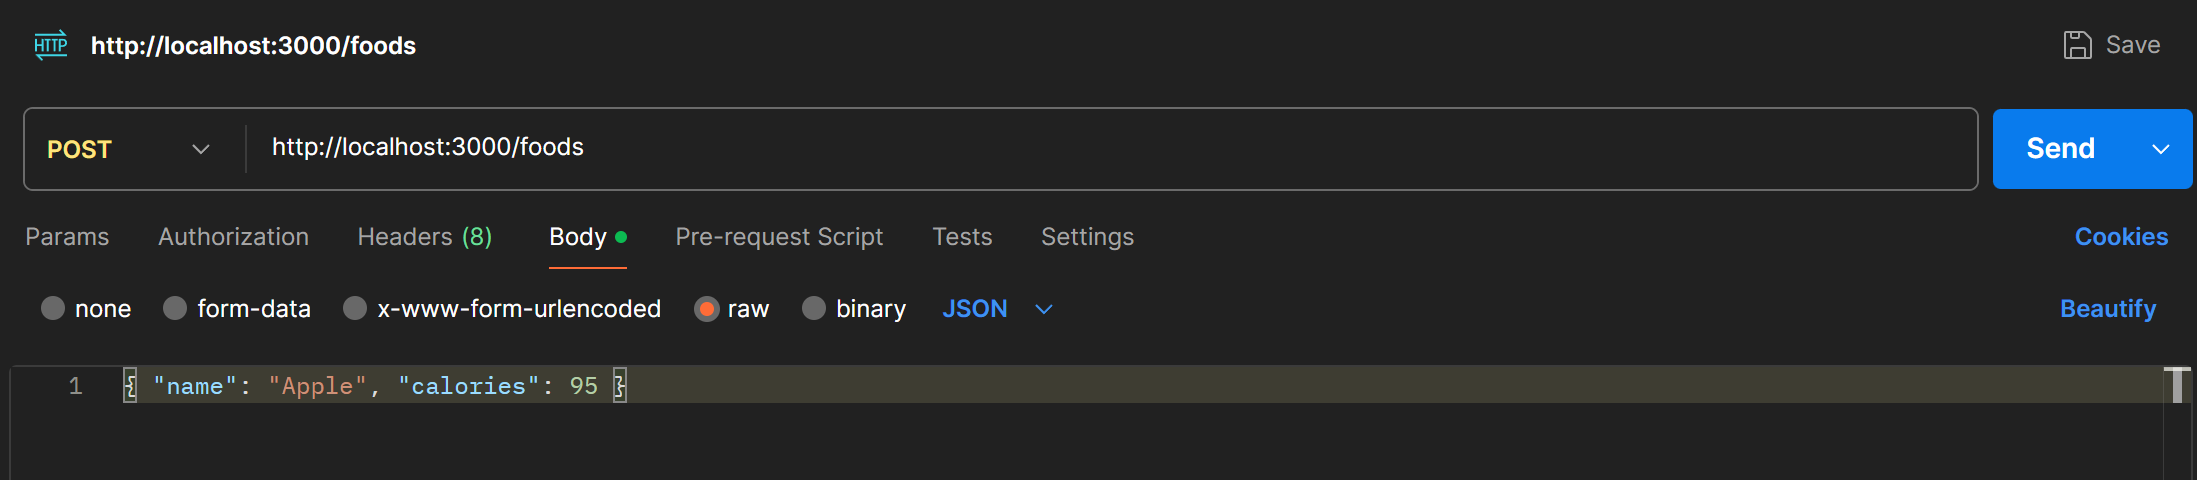 HTTP http://localhost:3000/foods Save
POST http://localhost:3000/foods Send
Params Authorization Headers (8) Body Pre-request Script Tests Settings Cookies
none form-data x-www-form-urlencoded raw binary JSON Beautify
1 { "name": "Apple", "calories": 95 }